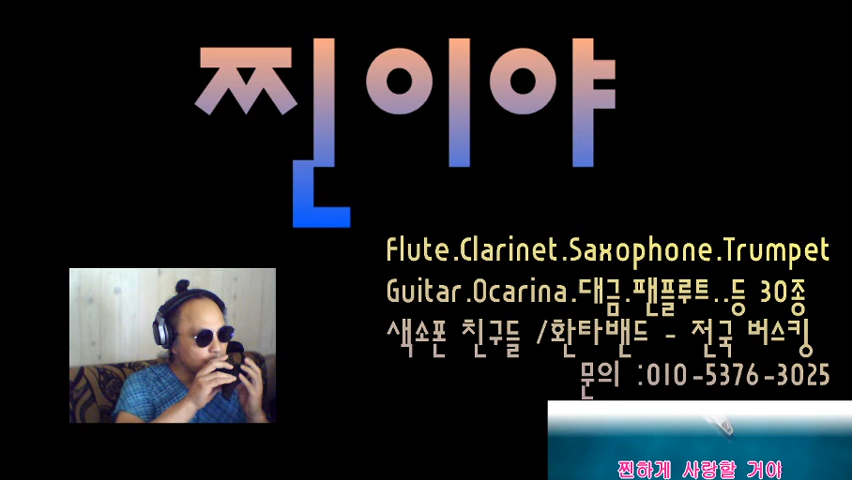 찐이야
Flute.Clarinet.Saxophone.Trumpet
Guitar.Ocarina.대금.팬플루트..등 30종
색소폰 친구들 /환타밴드 - 전국 버스킹
문의 :010-5376-3025
찐하게 사랑할 거야